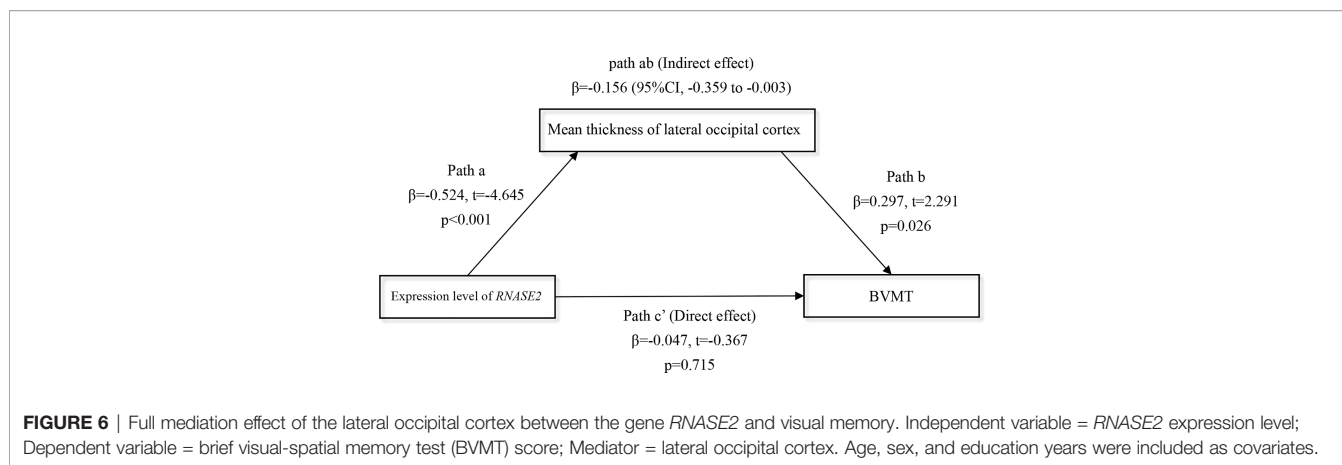 path ab (Indirect effect)
β=-0.156 (95%CI, -0.359 to -0.003)
Mean thickness of lateral occipital cortex
Path a
β=-0.524, t=-4.645
p<0.001
Path b
β=0.297, t=2.291
p=0.026
Expression level of RNASE2
BVMT
Path c’ (Direct effect)
β=-0.047, t=-0.367
p=0.715
FIGURE 6 | Full mediation effect of the lateral occipital cortex between the gene RNASE2 and visual memory. Independent variable = RNASE2 expression level;
Dependent variable = brief visual-spatial memory test (BVMT) score; Mediator = lateral occipital cortex. Age, sex, and education years were included as covariates.